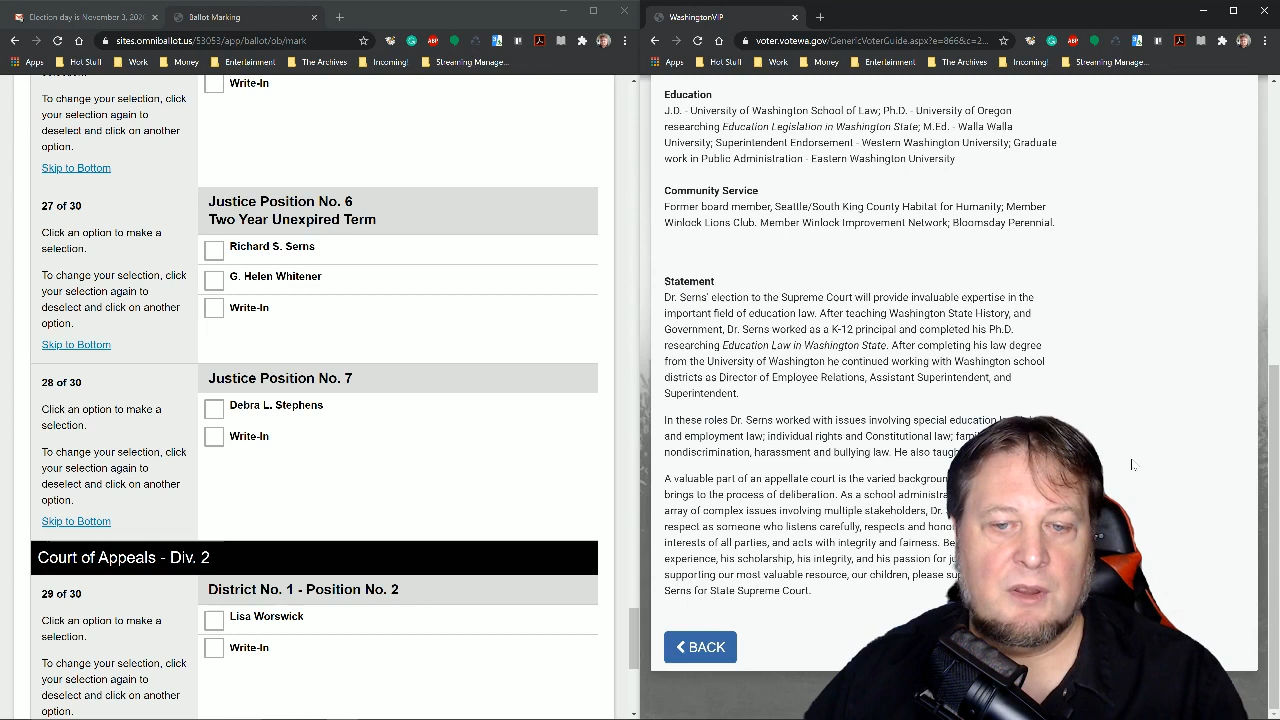 Election day is November 3, 202
Ballot Marking
WashingtonVIP
sites.omniballot.us/53053/app/ballot/ob/mark
voter.votewa.gov/GenericVoterGuide.aspx?e=866&c=2...
Apps Hot Stuff Work Money Entertainment The Archives Incoming! Streaming Manage...
Apps Hot Stuff Work Money Entertainment The Archives Incoming! Streaming Manage...
Write-In
To change your selection, click
your selection again to
deselect and click on another
option.
Skip to Bottom
27 of 30
Click an option to make a
selection.
To change your selection, click
your selection again to
deselect and click on another
option.
Skip to Bottom
Justice Position No. 6
Two Year Unexpired Term
Richard S. Serns
G. Helen Whitener
Write-In
28 of 30
Click an option to make a
selection.
To change your selection, click
your selection again to
deselect and click on another
option.
Skip to Bottom
Justice Position No. 7
Debra L. Stephens
Write-In
Court of Appeals - Div. 2
29 of 30
Click an option to make a
selection.
To change your selection, click
your selection again to
deselect and click on another
option.
District No. 1 - Position No. 2
Lisa Worswick
Write-In
Education
J.D. - University of Washington School of Law; Ph.D. - University of Oregon
researching Education Legislation in Washington State; M.Ed. - Walla Walla
University; Superintendent Endorsement - Western Washington University; Graduate
work in Public Administration - Eastern Washington University
Community Service
Former board member, Seattle/South King County Habitat for Humanity; Member
Winlock Lions Club. Member Winlock Improvement Network; Bloomsday Perennial.
Statement
Dr. Serns' election to the Supreme Court will provide invaluable expertise in the
important field of education law. After teaching Washington State History, and
Government, Dr. Serns worked as a K-12 principal and completed his Ph.D.
researching Education Law in Washington State. After completing his law degree
from the University of Washington he continued working with Washington school
districts as Director of Employee Relations, Assistant Superintendent, and
Superintendent.
In these roles Dr. Serns worked with issues involving special education
and employment law; individual rights and Constitutional law;
nondiscrimination, harassment and bullying law. He also
A valuable part of an appellate court is the varied
brings to the process of deliberation. As a school
array of complex issues involving multiple stakeholders, Dr.
respect as someone who listens carefully, respects and
interests of all parties, and acts with integrity and fairness.
experience, his scholarship, his integrity, and his passion for
supporting our most valuable resource, our children, please
Serns for State Supreme Court.
BACK